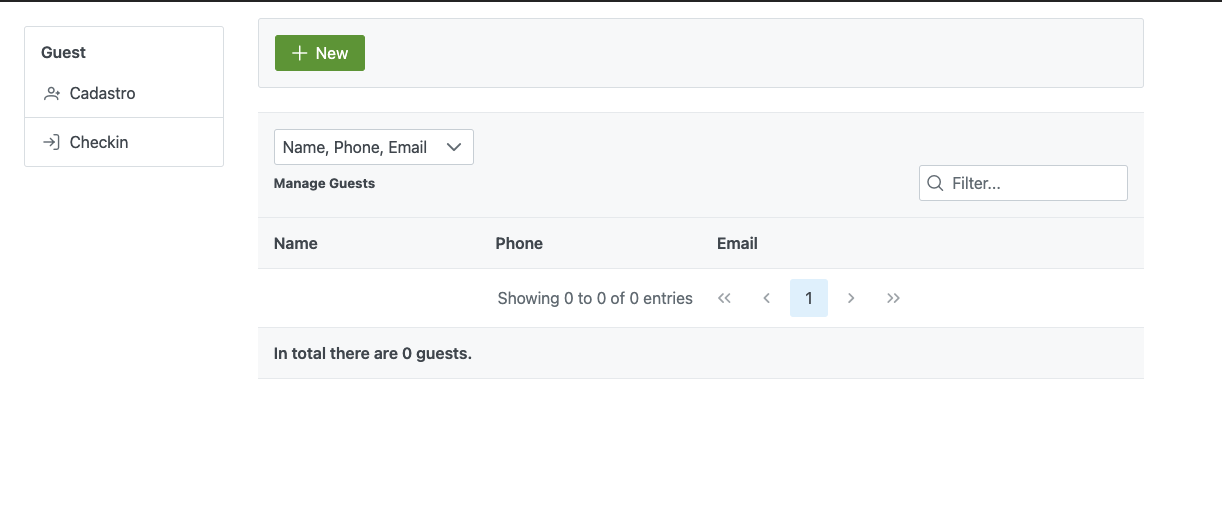 Guest
Cadastro
Checkin
New
Name, Phone, Email
Manage Guests
Filter...
Name Phone Email
Showing 0 to 0 of 0 entries 1
In total there are 0 guests.